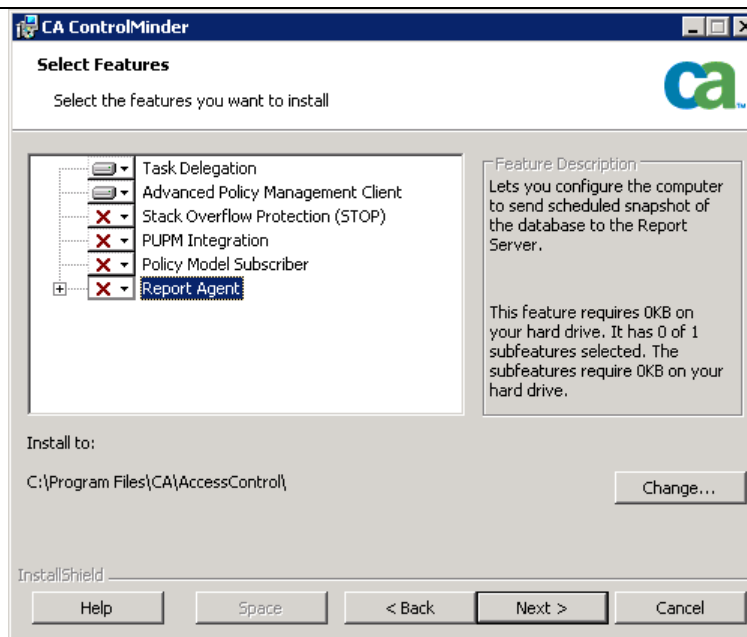 CA ControlMinder
Select Features
Select the features you want to install
ca
Task Delegation
Advanced Policy Management Client
Stack Overflow Protection (STOP)
PUPM Integration
Policy Model Subscriber
Report Agent
Feature Description
Lets you configure the computer
to send scheduled snapshot of
the database to the Report
Server.
This feature requires 0KB on
your hard drive. It has 0 of 1
subfeatures selected. The
subfeatures require 0KB on your
hard drive.
Install to:
C:\Program Files\CA\AccessControl\
Change...
InstallShield
Help
Space
< Back
Next >
Cancel